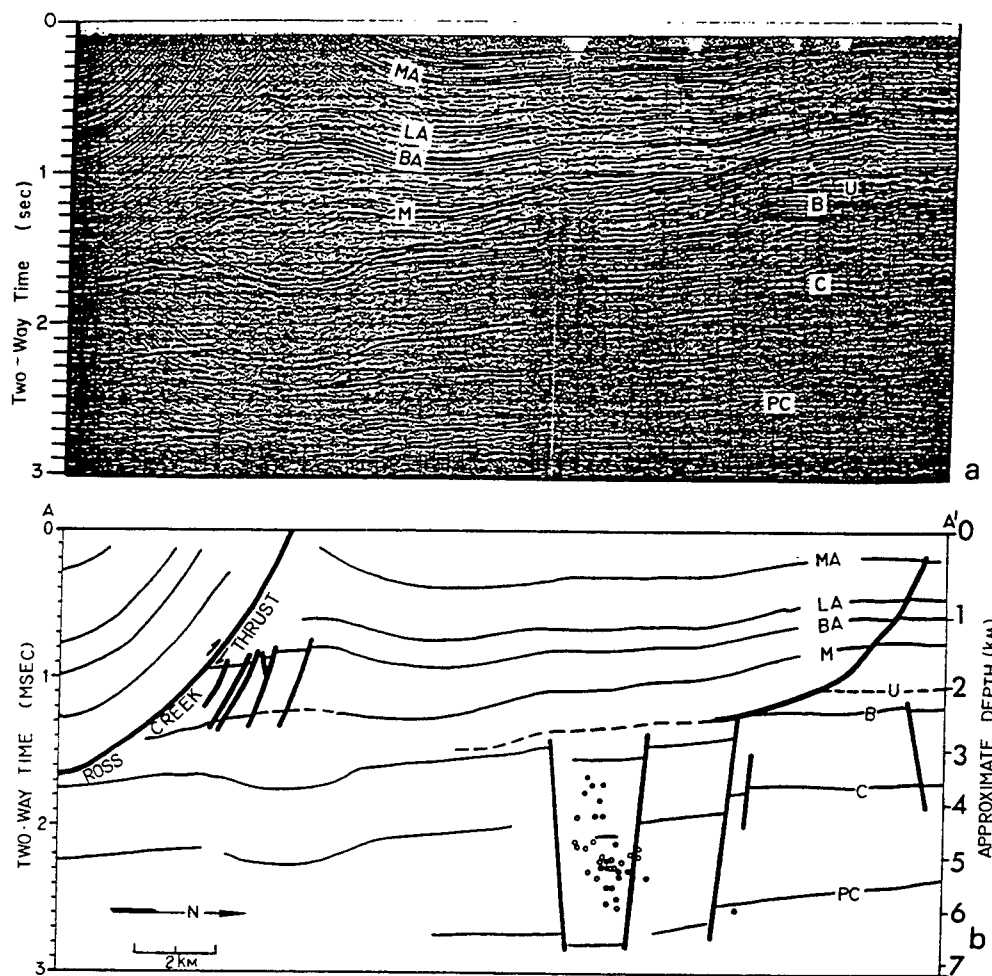 0
1
2
3
Two-Way Time (sec)
MA
LA
BA
M
U
B
C
PC
a
A
A'
0
1
2
3
TWO-WAY TIME (MSEC)
ROSS CREEK THRUST
MA
LA
BA
M
U
B
C
PC
N
2 KM
0
1
2
3
4
5
6
7
APPROXIMATE DEPTH (km)
b